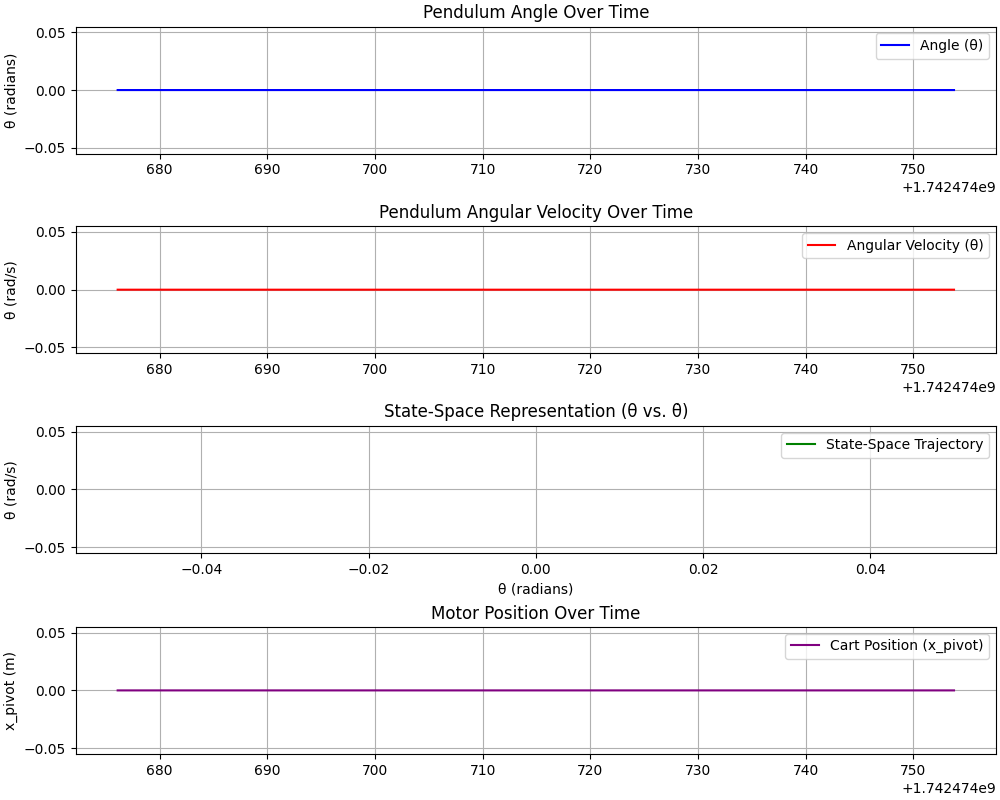 Pendulum Angle Over Time
θ (radians)
0.05
0.00
−0.05
Angle (θ)
680 690 700 710 720 730 740 750
+1.742474e9
Pendulum Angular Velocity Over Time
θ (rad/s)
0.05
0.00
−0.05
Angular Velocity (θ)
680 690 700 710 720 730 740 750
+1.742474e9
State-Space Representation (θ vs. θ)
θ (rad/s)
0.05
0.00
−0.05
State-Space Trajectory
−0.04 −0.02 0.00 0.02 0.04
θ (radians)
Motor Position Over Time
x_pivot (m)
0.05
0.00
−0.05
Cart Position (x_pivot)
680 690 700 710 720 730 740 750
+1.742474e9